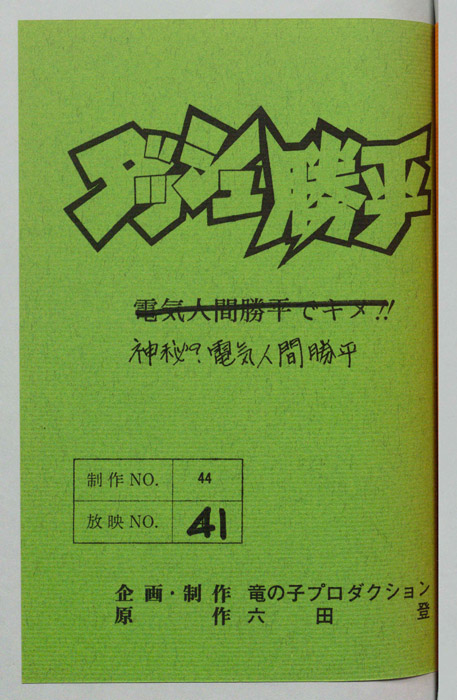 ダッシュ勝平
電気人間勝平でキメ!!
神秘?電気人間勝平
制作NO. 44
放映NO. 41
企画・制作 竜の子プロダクション
原作 六田 登